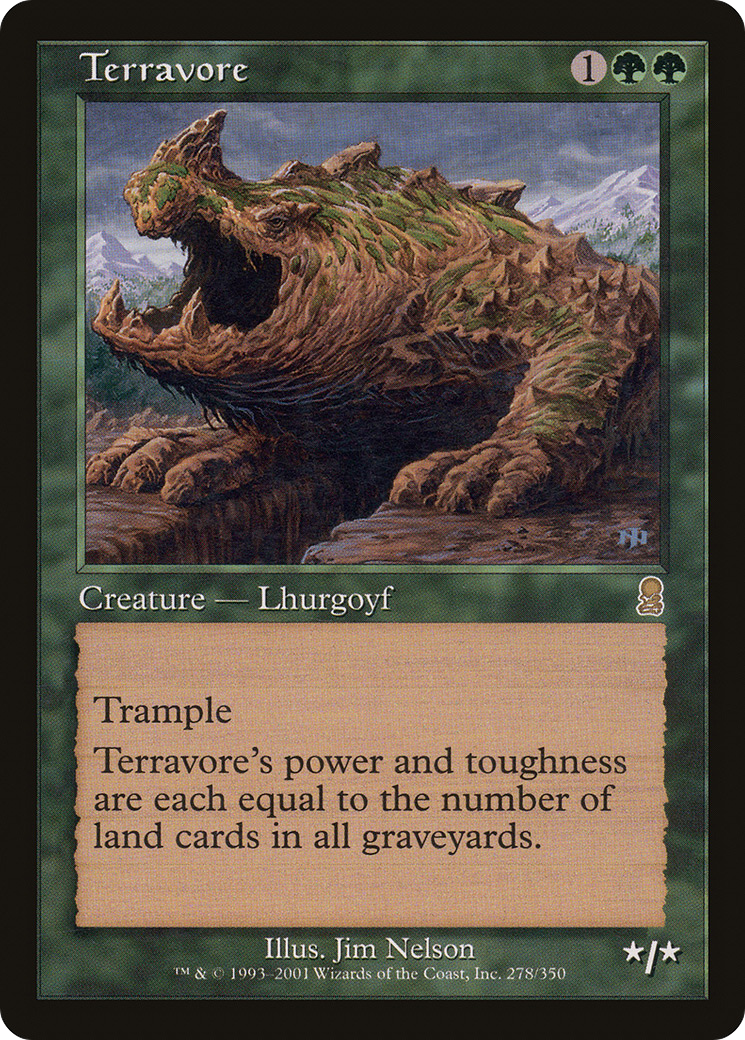 Terravore 1
Creature — Lhurgoyf
Trample
Terravore's power and toughness
are each equal to the number of
land cards in all graveyards.
Illus. Jim Nelson
™ & © 1993–2001 Wizards of the Coast, Inc. 278/350
★/★